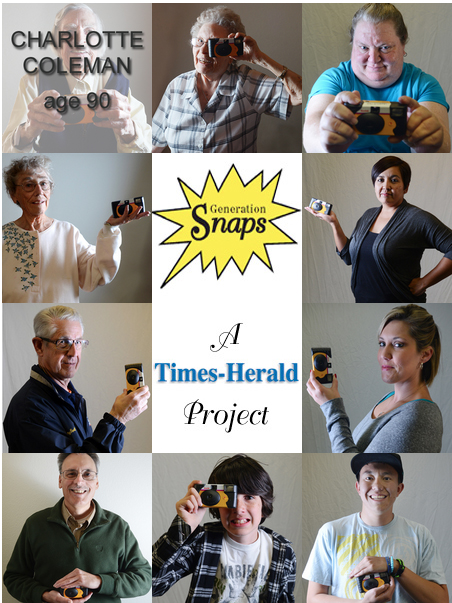 CHARLOTTE
COLEMAN
age 90
Generation
Snaps
A
Times-Herald
Project